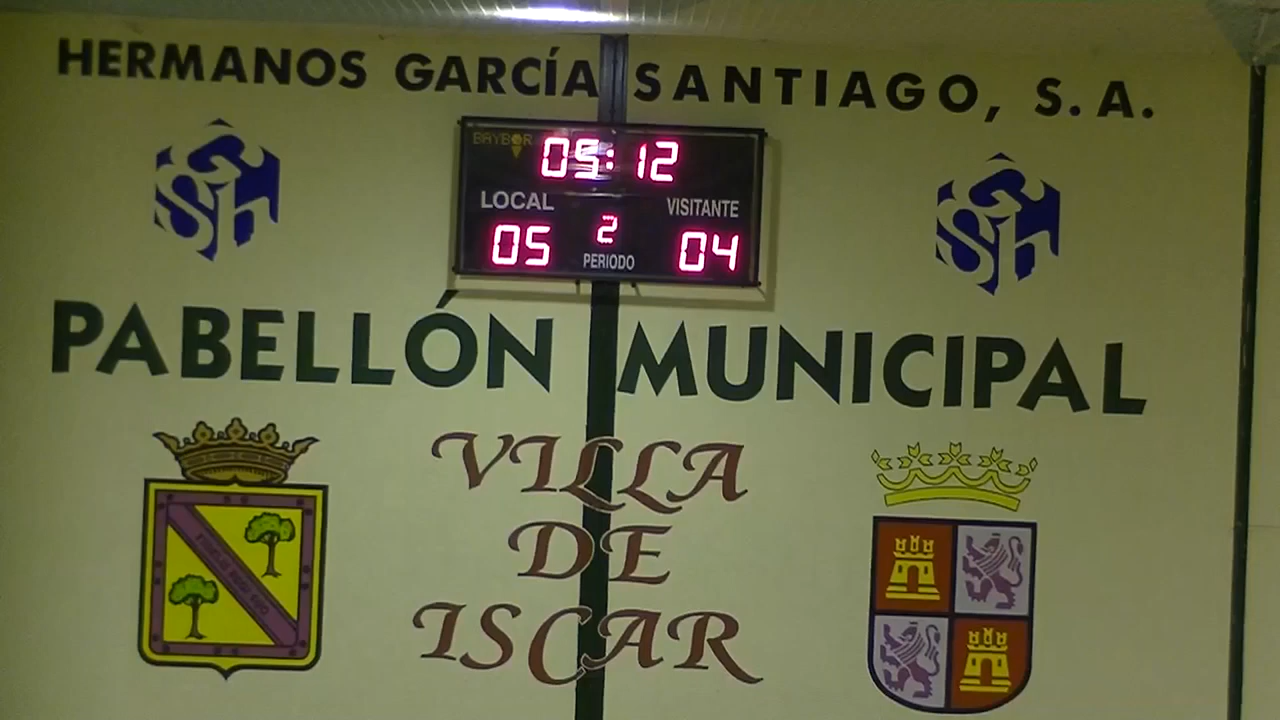 HERMANOS GARCÍA SANTIAGO, S.A.
BAYBOR
05:12
LOCAL VISITANTE
05 2 04
PERIODO
PABELLÓN MUNICIPAL
VILLA
DE
ISCAR